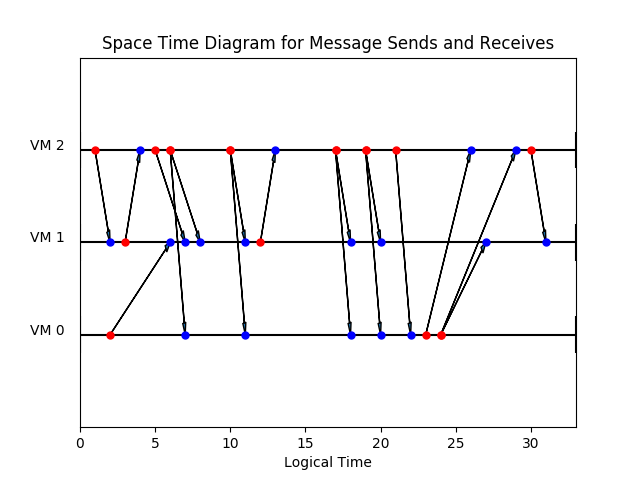 Space Time Diagram for Message Sends and Receives
VM 2
VM 1
VM 0
0 5 10 15 20 25 30
Logical Time